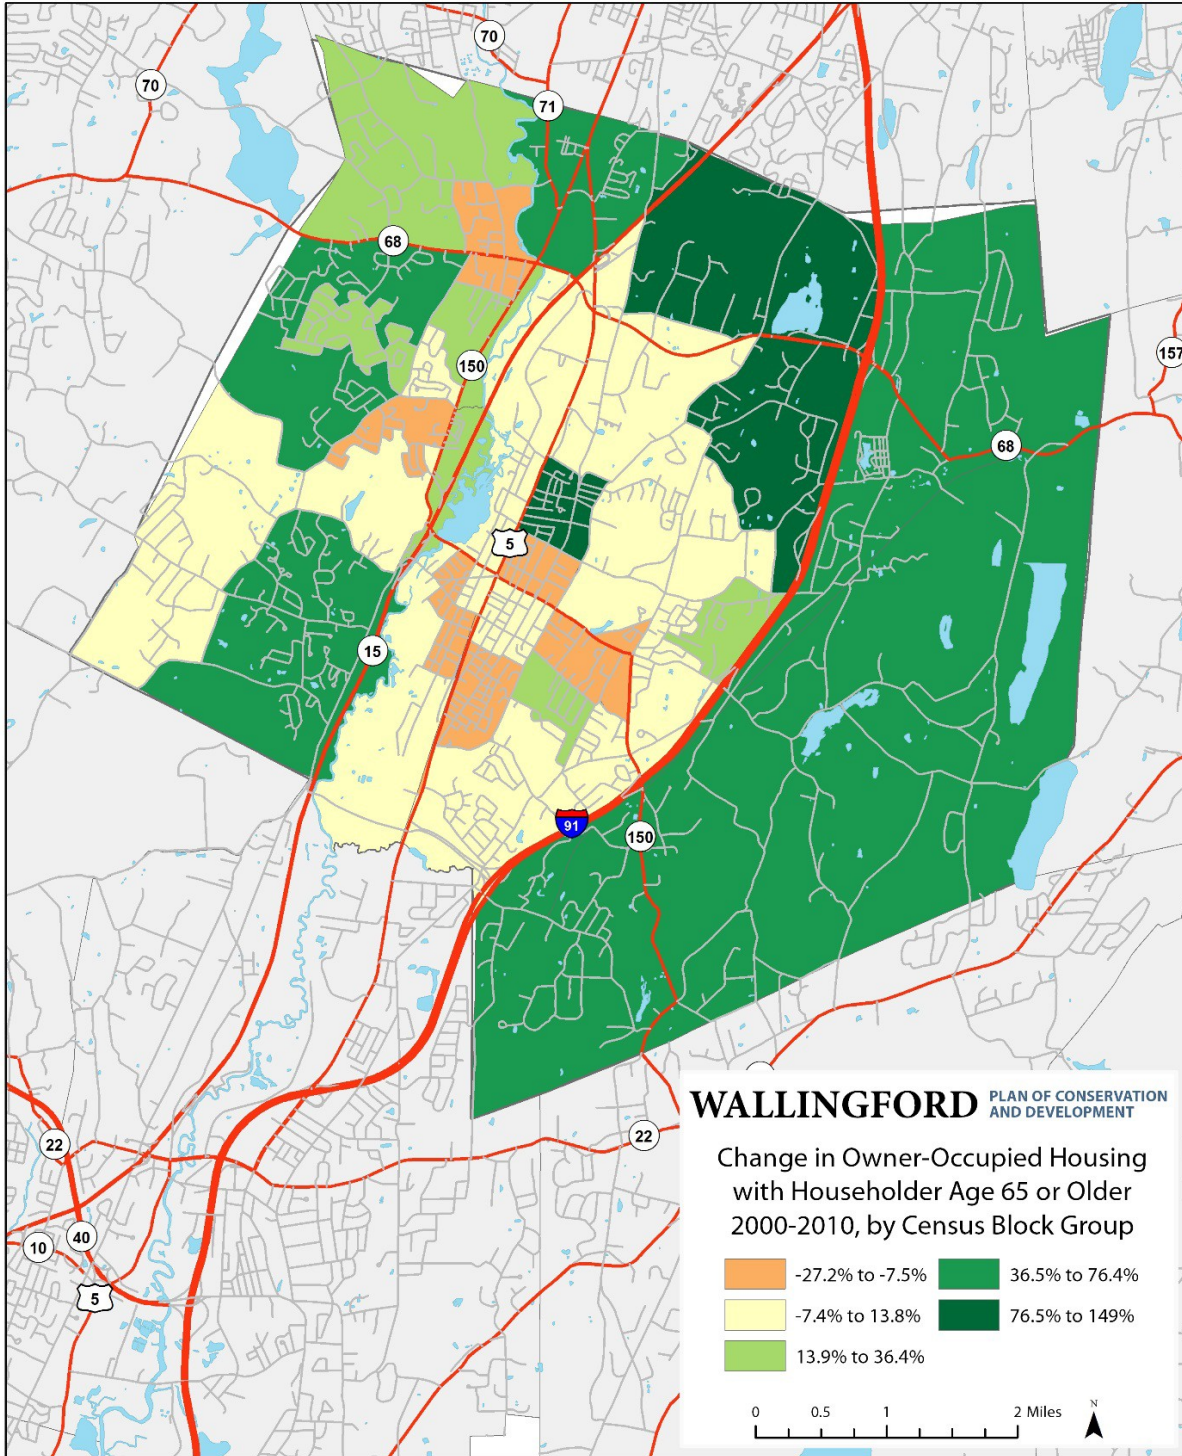 70
70
71
68
150
157
68
5
15
91
150
22
22
40
10
5
WALLINGFORD PLAN OF CONSERVATION
AND DEVELOPMENT
Change in Owner-Occupied Housing
with Householder Age 65 or Older
2000-2010, by Census Block Group
-27.2% to -7.5%
36.5% to 76.4%
-7.4% to 13.8%
76.5% to 149%
13.9% to 36.4%
0 0.5 1 2 Miles
N